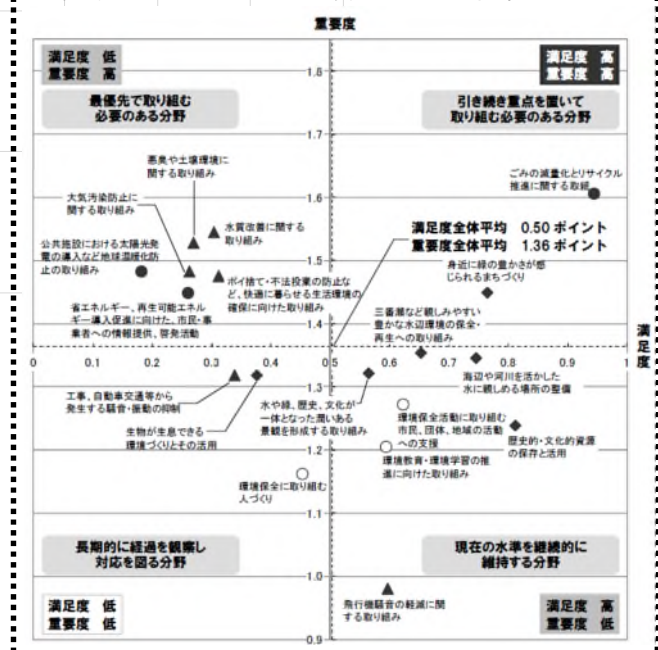 重要度
満足度 低
重要度 高
満足度 高
重要度 高
最優先で取り組む
必要のある分野
引き続き重点を置いて
取り組む必要のある分野
1.8
1.7
悪臭や土壌環境に
関する取り組み
ごみの減量化とリサイクル
推進に関する取組
大気汚染防止に
関する取り組み
1.6
水質改善に関する
取り組み
満足度全体平均 0.50 ポイント
重要度全体平均 1.36 ポイント
公共施設における太陽光発
電の導入など地球温暖化防
止の取り組み
1.5
身近に緑の豊かさが感
じられるまちづくり
ポイ捨て・不法投棄の防止な
ど、快適に暮らせる生活環境の
確保に向けた取り組み
省エネルギー、再生可能エネル
ギー導入促進に向けた、市民・事
業者への情報提供、啓発活動
1.4
三番瀬など親しみやすい
豊かな水辺環境の保全・
再生への取り組み
満足度
0
0.1
0.2
0.3
0.4
0.5
0.6
0.7
0.8
0.9
1
1.3
海辺や河川を活かした
水に親しめる場所の整備
工事、自動車交通等から
発生する騒音・振動の抑制
水や緑、歴史、文化が
一体となった潤いある
景観を形成する取り組み
環境保全活動に取り組む
市民、団体、地域の活動
への支援
生物が生息できる
環境づくりとその活用
歴史的・文化的資源
の保存と活用
1.2
環境教育・環境学習の推
進に向けた取り組み
環境保全に取り組む
人づくり
1.1
長期的に経過を観察し
対応を図る分野
現在の水準を継続的に
維持する分野
1.0
満足度 低
重要度 低
飛行機騒音の軽減に関
する取り組み
満足度 高
重要度 低
0.9